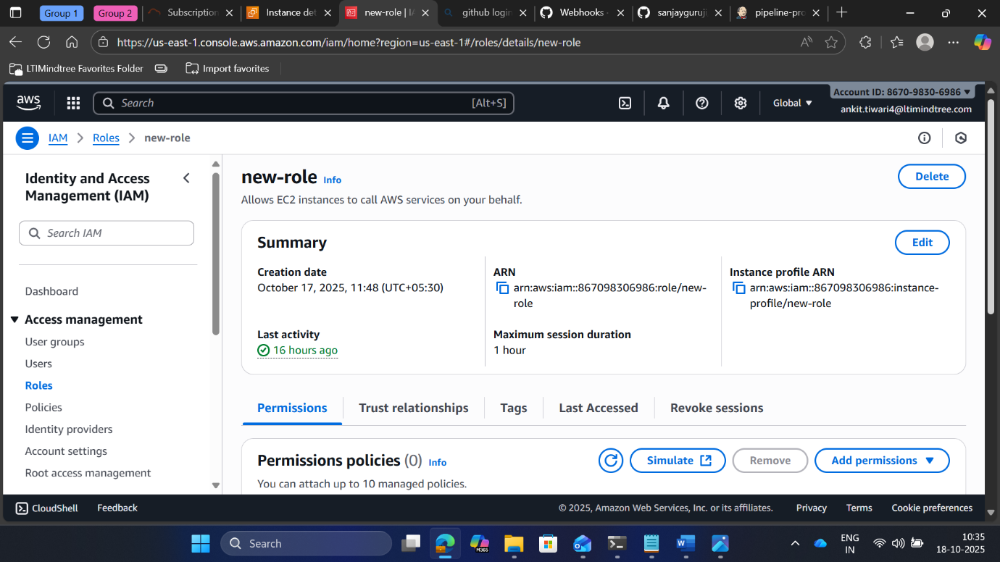 Group 1
Group 2
Subscription
Instance det
new-role | IA
github login
Webhooks
sanjayguruji
pipeline-pro
https://us-east-1.console.aws.amazon.com/iam/home?region=us-east-1#/roles/details/new-role
LTIMindtree Favorites Folder
Import favorites
aws
Search
[Alt+S]
Global
Account ID: 8670-9830-6986
ankit.tiwari4@ltimindtree.com
IAM
Roles
new-role
Identity and Access
Management (IAM)
Search IAM
Dashboard
Access management
User groups
Users
Roles
Policies
Identity providers
Account settings
Root access management
new-role Info
Delete
Allows EC2 instances to call AWS services on your behalf.
Summary
Edit
Creation date
October 17, 2025, 11:48 (UTC+05:30)
ARN
arn:aws:iam::867098306986:role/new-
role
Instance profile ARN
arn:aws:iam::867098306986:instance-
profile/new-role
Last activity
16 hours ago
Maximum session duration
1 hour
Permissions
Trust relationships
Tags
Last Accessed
Revoke sessions
Permissions policies (0) Info
Simulate
Remove
Add permissions
You can attach up to 10 managed policies.
CloudShell
Feedback
© 2025, Amazon Web Services, Inc. or its affiliates.
Privacy
Terms
Cookie preferences
Search
M365
ENG
IN
10:35
18-10-2025